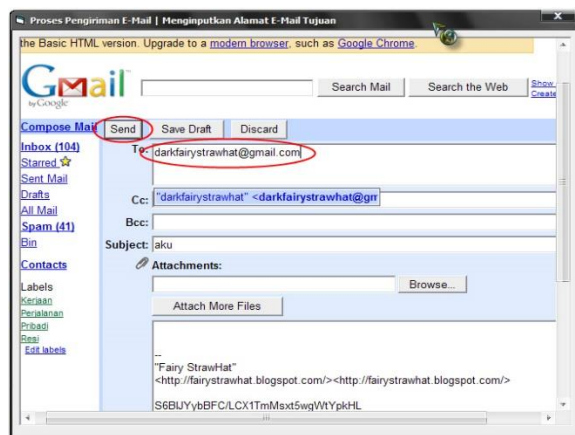 Proses Pengiriman E-Mail | Menginputkan Alamat E-Mail Tujuan
x
the Basic HTML version. Upgrade to a modern browser, such as Google Chrome.
GMail
by Google
Search Mail
Search the Web
Show
Create
Compose Mail
Send
Save Draft
Discard
Inbox (104)
Starred
Sent Mail
Drafts
All Mail
Spam (41)
Bin
Contacts
Labels
Kerjaan
Perjalanan
Pribadi
Resi
Edit labels
To: darkfairystrawhat@gmail.com
Cc: "darkfairystrawhat" <darkfairystrawhat@gm
Bcc:
Subject: aku
Attachments:
Browse...
Attach More Files
--
"Fairy StrawHat"
<http://fairystrawhat.blogspot.com/><http://fairystrawhat.blogspot.com/>
S6BlJYybBFC/LCX1TmMsxt5wgWtYpkHL